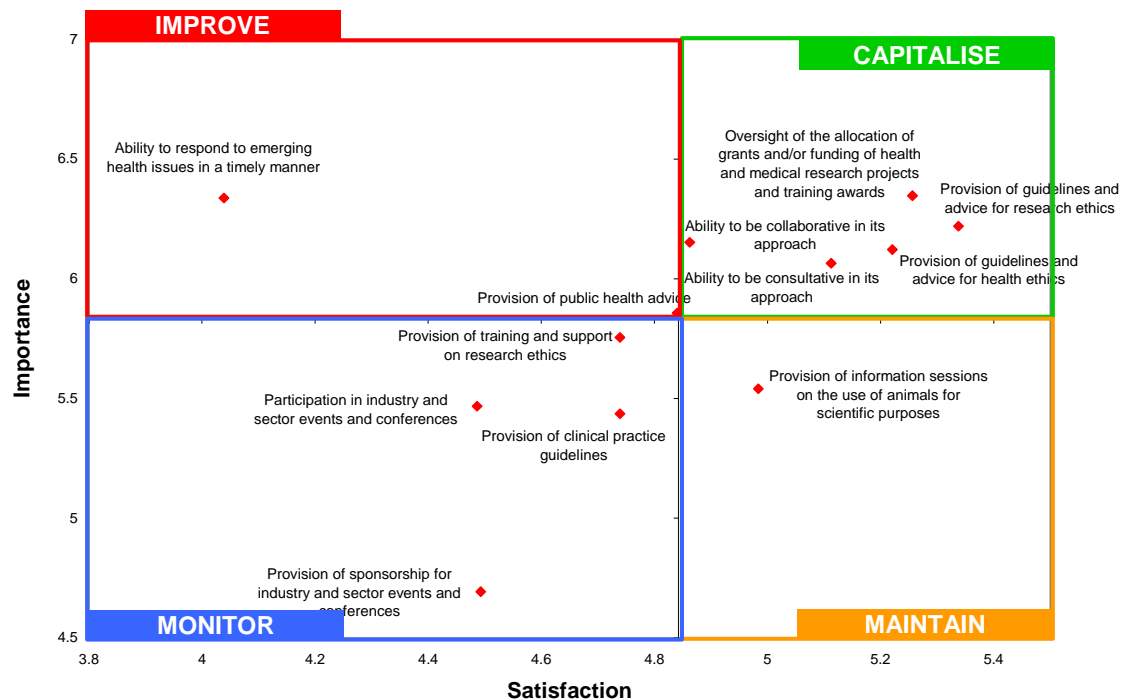 IMPROVE
CAPITALISE
7
6.5
6
5.5
5
4.5
Importance
Ability to respond to emerging
health issues in a timely manner
Oversight of the allocation of
grants and/or funding of health
and medical research projects
and training awards
Provision of guidelines and
advice for research ethics
Ability to be collaborative in its
approach
Provision of guidelines and
advice for health ethics
Ability to be consultative in its
approach
Provision of public health advice
Provision of training and support
on research ethics
Provision of information sessions
on the use of animals for
scientific purposes
Participation in industry and
sector events and conferences
Provision of clinical practice
guidelines
Provision of sponsorship for
industry and sector events and
conferences
MONITOR
MAINTAIN
3.8
4
4.2
4.4
4.6
4.8
5
5.2
5.4
Satisfaction